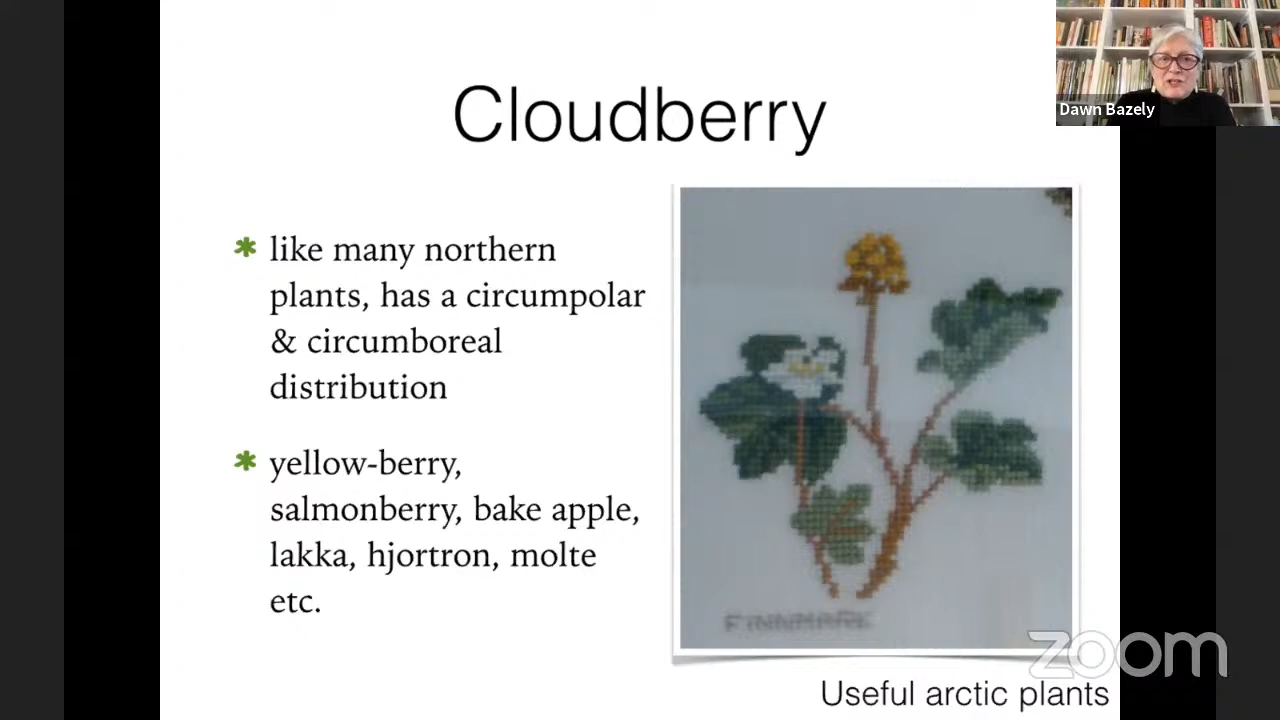 Cloudberry
Dawn Bazely
like many northern
plants, has a circumpolar
& circumboreal
distribution
yellow-berry,
salmonberry, bake apple,
lakka, hjortron, molte
etc.
FINNMARK
zoom
Useful arctic plants